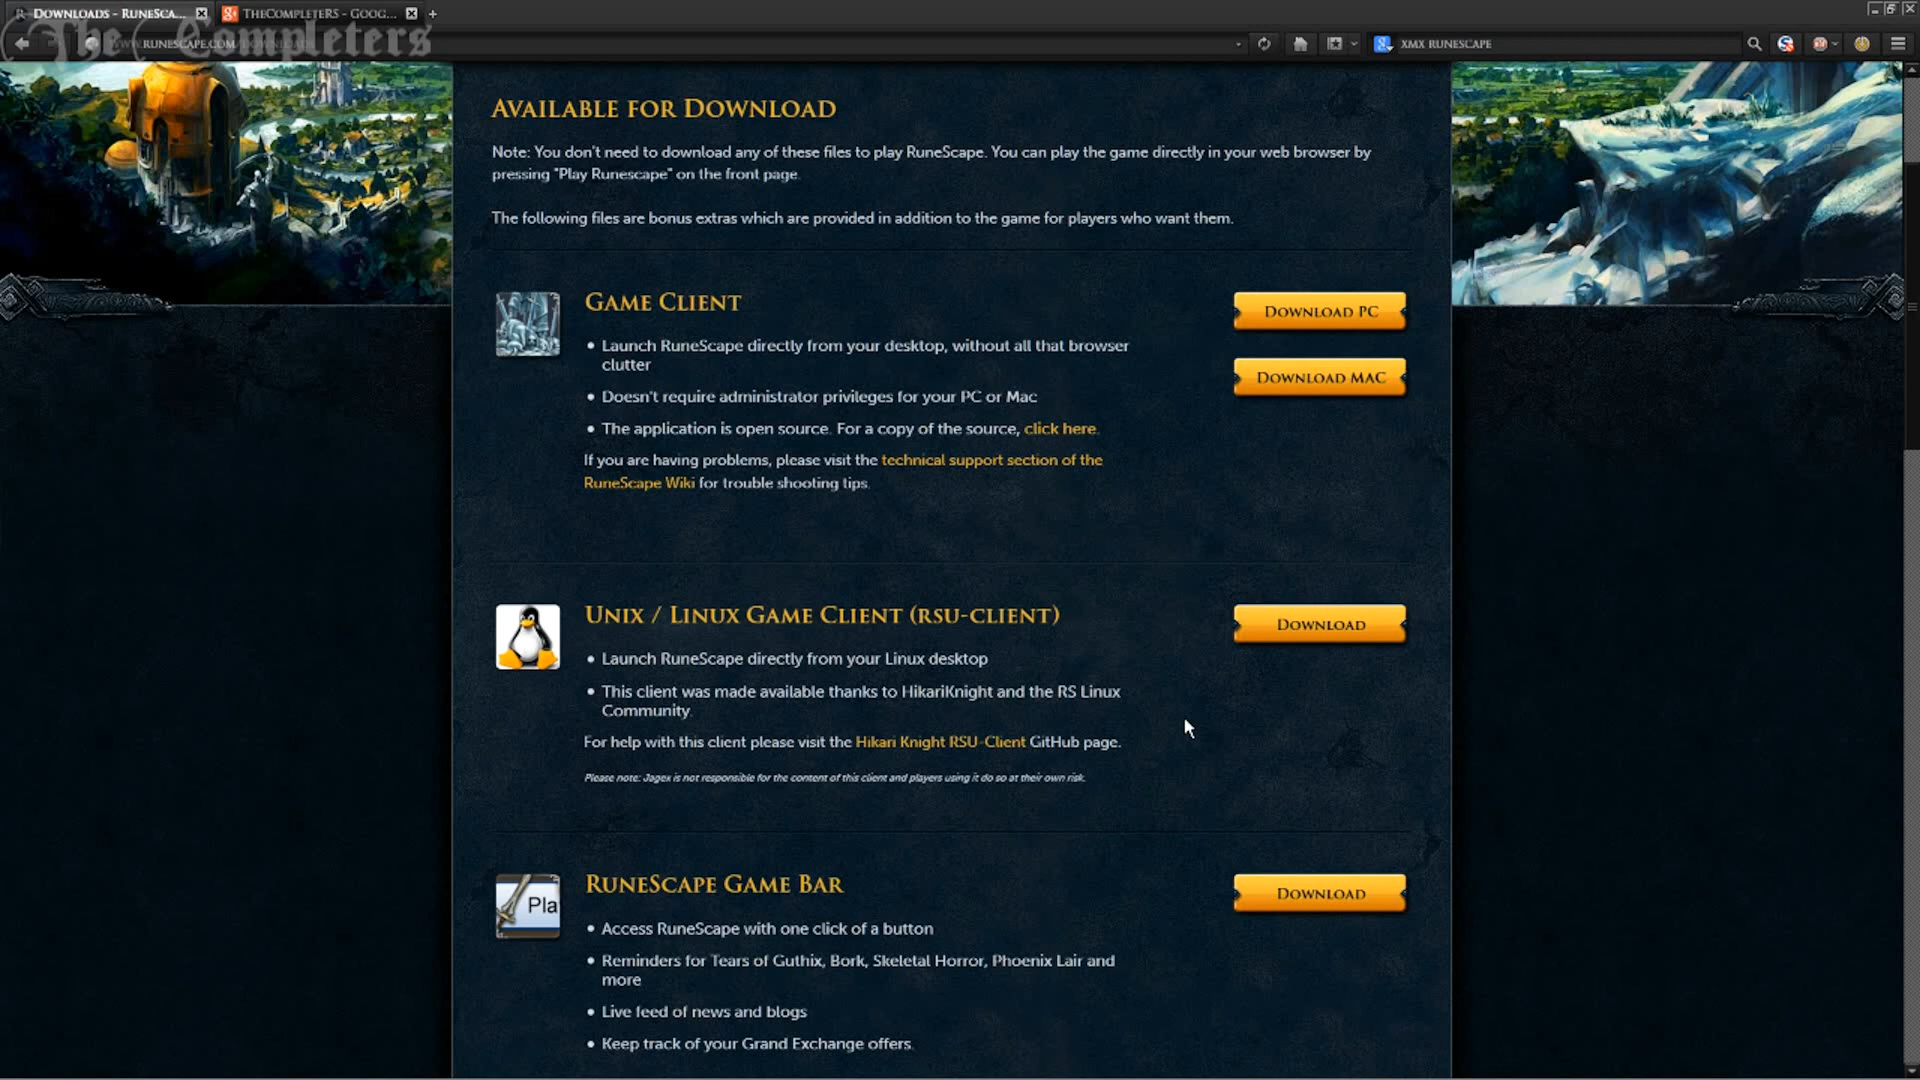 Downloads - RuneSca...
TheCompleteRS - Goog...
The Completers
www.runescape.com/downloads
xmx runescape
Available for Download
Note: You don't need to download any of these files to play RuneScape. You can play the game directly in your web browser by
pressing "Play Runescape" on the front page.
The following files are bonus extras which are provided in addition to the game for players who want them.
Game Client
Download PC
• Launch RuneScape directly from your desktop, without all that browser
clutter
Download Mac
• Doesn't require administrator privileges for your PC or Mac
• The application is open source. For a copy of the source, click here.
If you are having problems, please visit the technical support section of the
RuneScape Wiki for trouble shooting tips.
Unix / Linux Game Client (rsu-client)
Download
• Launch RuneScape directly from your Linux desktop
• This client was made available thanks to HikariKnight and the RS Linux
Community.
For help with this client please visit the Hikari Knight RSU-Client GitHub page.
Please note: Jagex is not responsible for the content of this client and players using it do so at their own risk.
RuneScape Game Bar
Download
Pla
• Access RuneScape with one click of a button
• Reminders for Tears of Guthix, Bork, Skeletal Horror, Phoenix Lair and
more
• Live feed of news and blogs
• Keep track of your Grand Exchange offers.